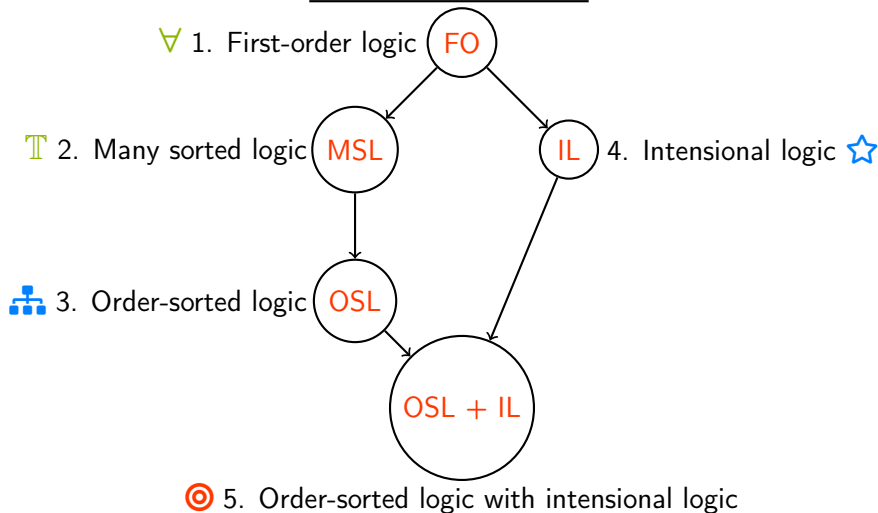 ∀ 1. First-order logic FO
𝕋 2. Many sorted logic MSL
IL 4. Intensional logic
3. Order-sorted logic OSL
OSL + IL
5. Order-sorted logic with intensional logic